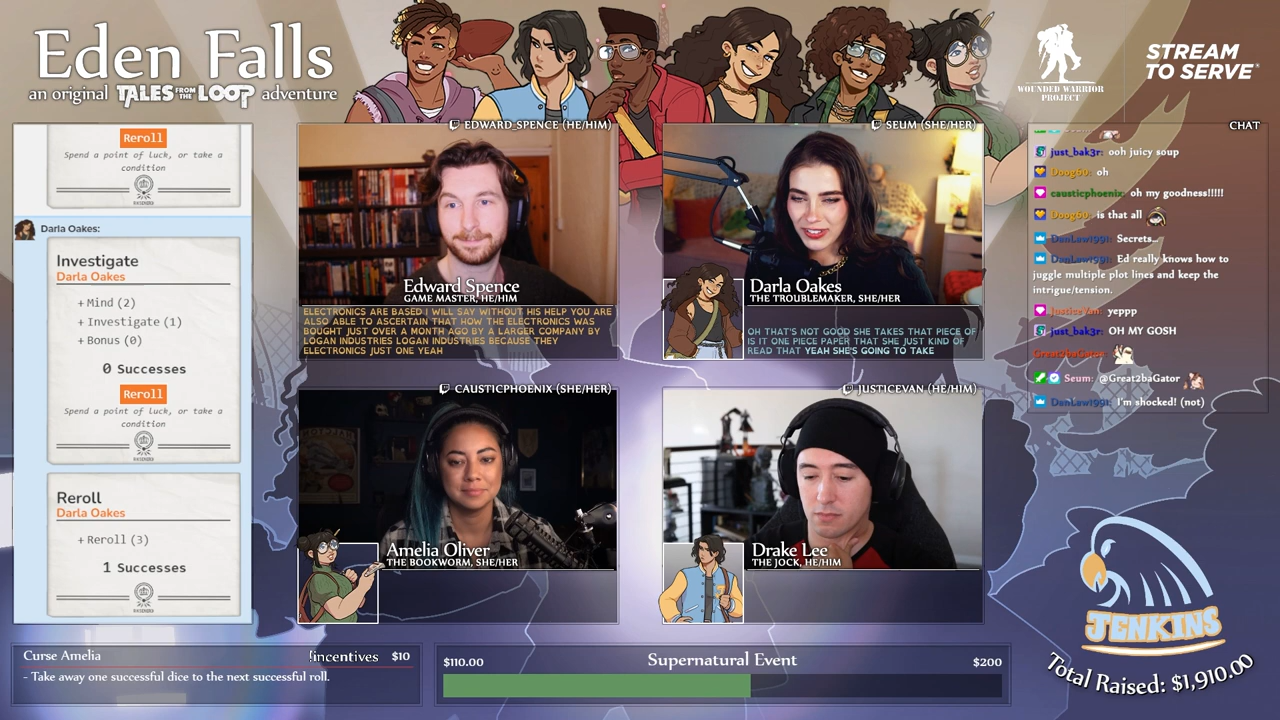 Eden Falls
an original TALES FROM THE LOOP adventure
WOUNDED WARRIOR
PROJECT
STREAM
TO SERVE
Reroll
Spend a point of luck, or take a
condition
Darla Oakes:
Investigate
Darla Oakes
+ Mind (2)
+ Investigate (1)
+ Bonus (0)
0 Successes
Reroll
Spend a point of luck, or take a
condition
Reroll
Darla Oakes
+ Reroll (3)
1 Successes
EDWARD_SPENCE (HE/HIM)
Edward Spence
GAME MASTER, HE/HIM
ELECTRONICS ARE BASED I WILL SAY WITHOUT HIS HELP YOU ARE
ALSO ABLE TO ASCERTAIN THAT HOW THE ELECTRONICS WAS
BOUGHT JUST OVER A MONTH AGO BY A LARGER COMPANY BY
LOGAN INDUSTRIES LOGAN INDUSTRIES BECAUSE THEY
ELECTRONICS JUST ONE YEAH
SEUM (SHE/HER)
Darla Oakes
THE TROUBLEMAKER, SHE/HER
OH THAT'S NOT GOOD SHE TAKES THAT PIECE OF
IS IT ONE PIECE PAPER THAT SHE JUST KIND OF
READ THAT YEAH SHE'S GOING TO TAKE
CAUSTICPHOENIX (SHE/HER)
Amelia Oliver
THE BOOKWORM, SHE/HER
JUSTICEVAN (HE/HIM)
Drake Lee
THE JOCK, HE/HIM
CHAT
just_bak3r: ooh juicy soup
Doog60: oh
causticphoenix: oh my goodness!!!!!
Doog60: is that all
DanLaw1991: Secrets...
DanLaw1991: Ed really knows how to
juggle multiple plot lines and keep the
intrigue/tension.
JusticeVan: yeppp
just_bak3r: OH MY GOSH
Great2baGator:
Seum: @Great2baGator
DanLaw1991: I'm shocked! (not)
JENKINS
Total Raised: $1,910.00
Curse Amelia
!incentives $10
- Take away one successful dice to the next successful roll.
$110.00 Supernatural Event $200